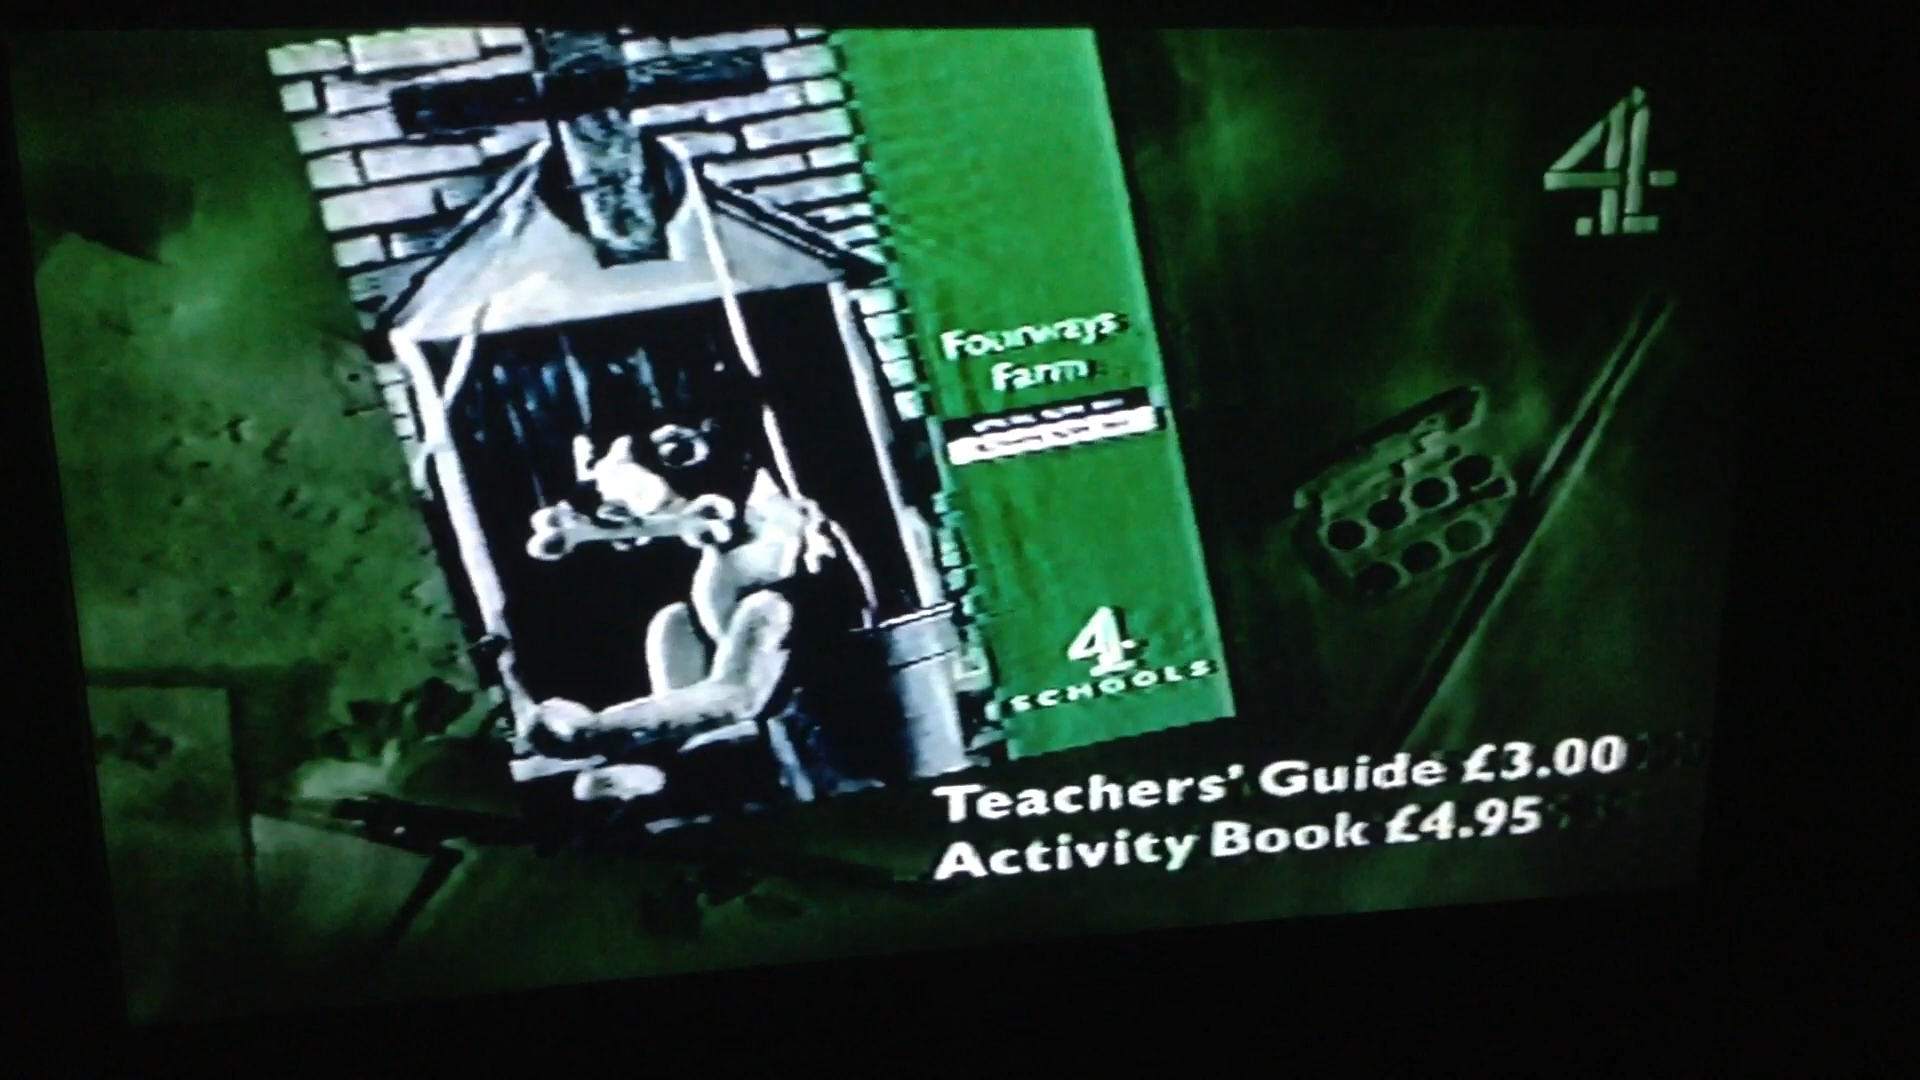 4
Fourways
Farm
4
SCHOOLS
Teachers' Guide £3.00
Activity Book £4.95